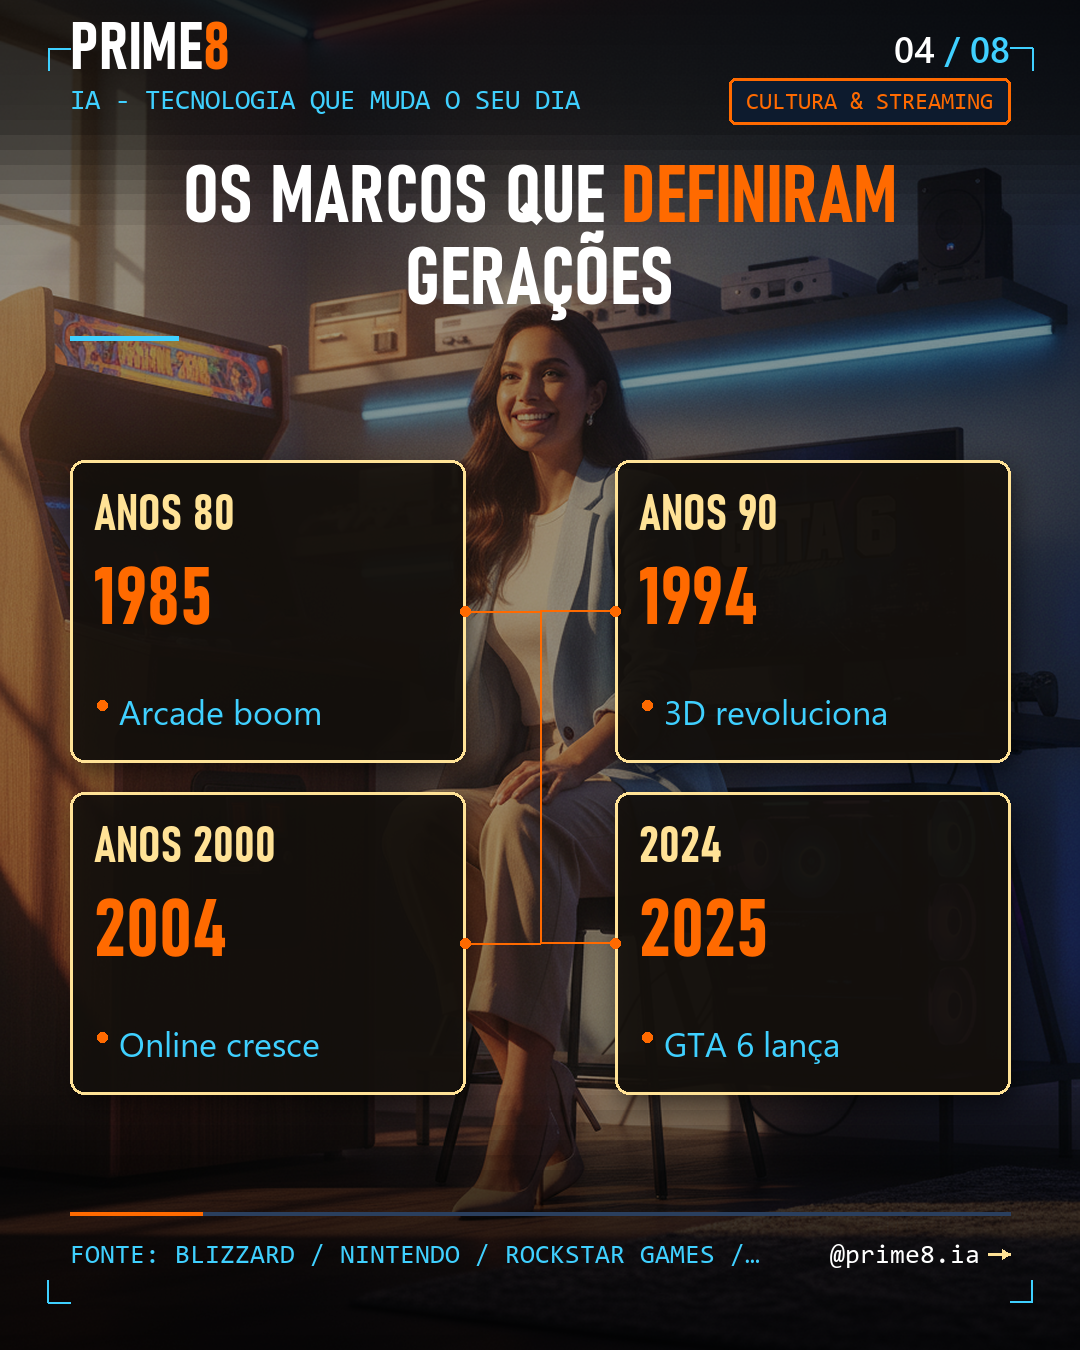 PRIME8
04 / 08
IA - TECNOLOGIA QUE MUDA O SEU DIA
CULTURA & STREAMING
OS MARCOS QUE DEFINIRAM
GERAÇÕES
ANOS 80
1985
• Arcade boom
ANOS 90
1994
• 3D revoluciona
ANOS 2000
2004
• Online cresce
2024
2025
• GTA 6 lança
GTA 6
FONTE: BLIZZARD / NINTENDO / ROCKSTAR GAMES /…
@prime8.ia